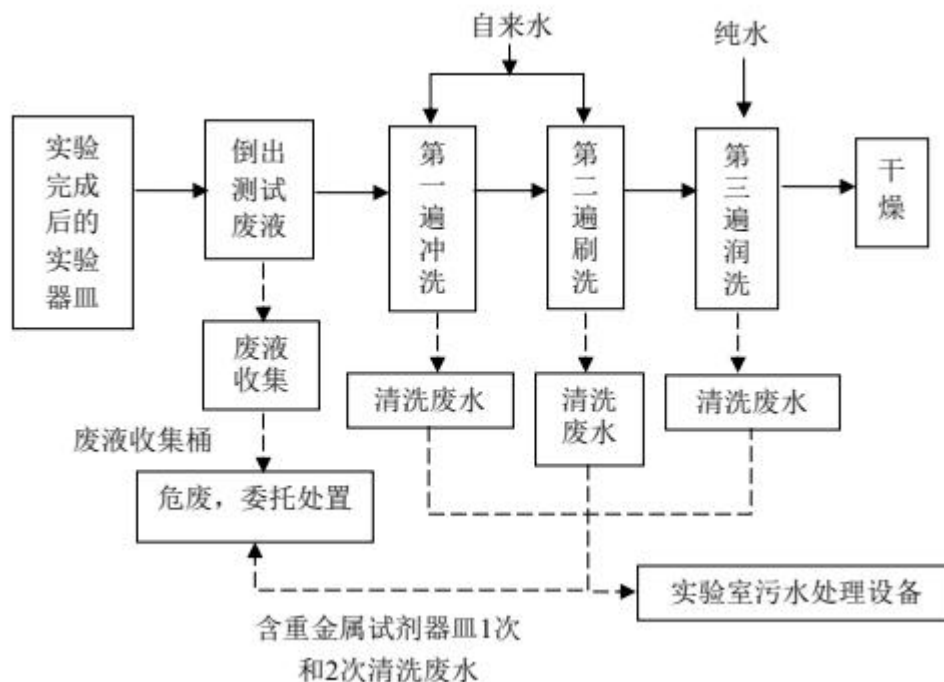 自来水
纯水
实验
完成
后的
实验
器皿
倒出
测试
废液
第一遍冲洗
第二遍刷洗
第三遍润洗
干燥
废液
收集
清洗废水
清洗
废水
清洗废水
废液收集桶
危废，委托处置
实验室污水处理设备
含重金属试剂器皿1次
和2次清洗废水